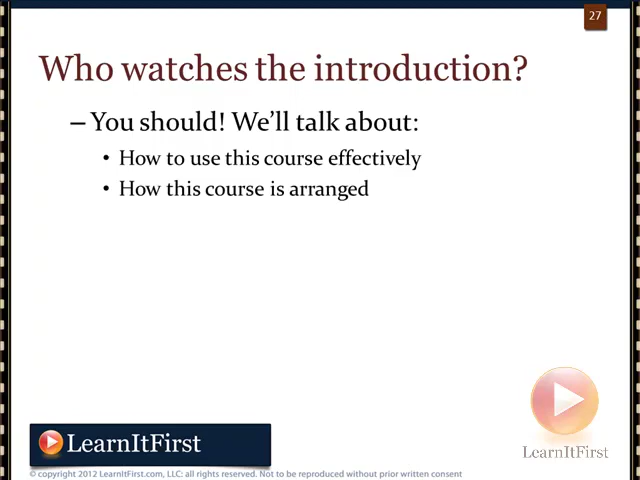 27
Who watches the introduction?
– You should! We'll talk about:
• How to use this course effectively
• How this course is arranged
LearnItFirst
LearnItFirst
© copyright 2012 LearnItFirst.com, LLC: all rights reserved. Not to be reproduced without prior written consent